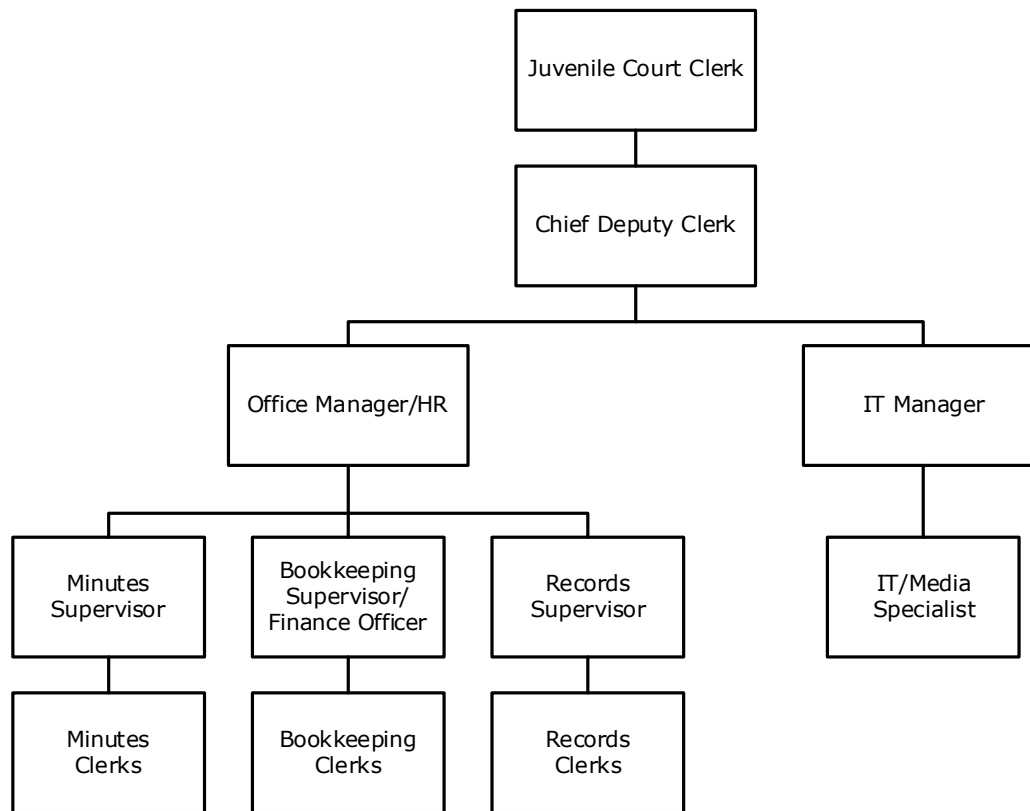 Juvenile Court Clerk
Chief Deputy Clerk
Office Manager/HR
IT Manager
Minutes
Supervisor
Bookkeeping
Supervisor/
Finance Officer
Records
Supervisor
IT/Media
Specialist
Minutes
Clerks
Bookkeeping
Clerks
Records
Clerks